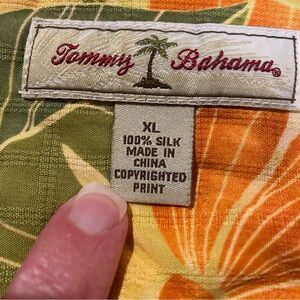 Tommy Bahama®
XL
100% SILK
MADE IN
CHINA
COPYRIGHTED
PRINT